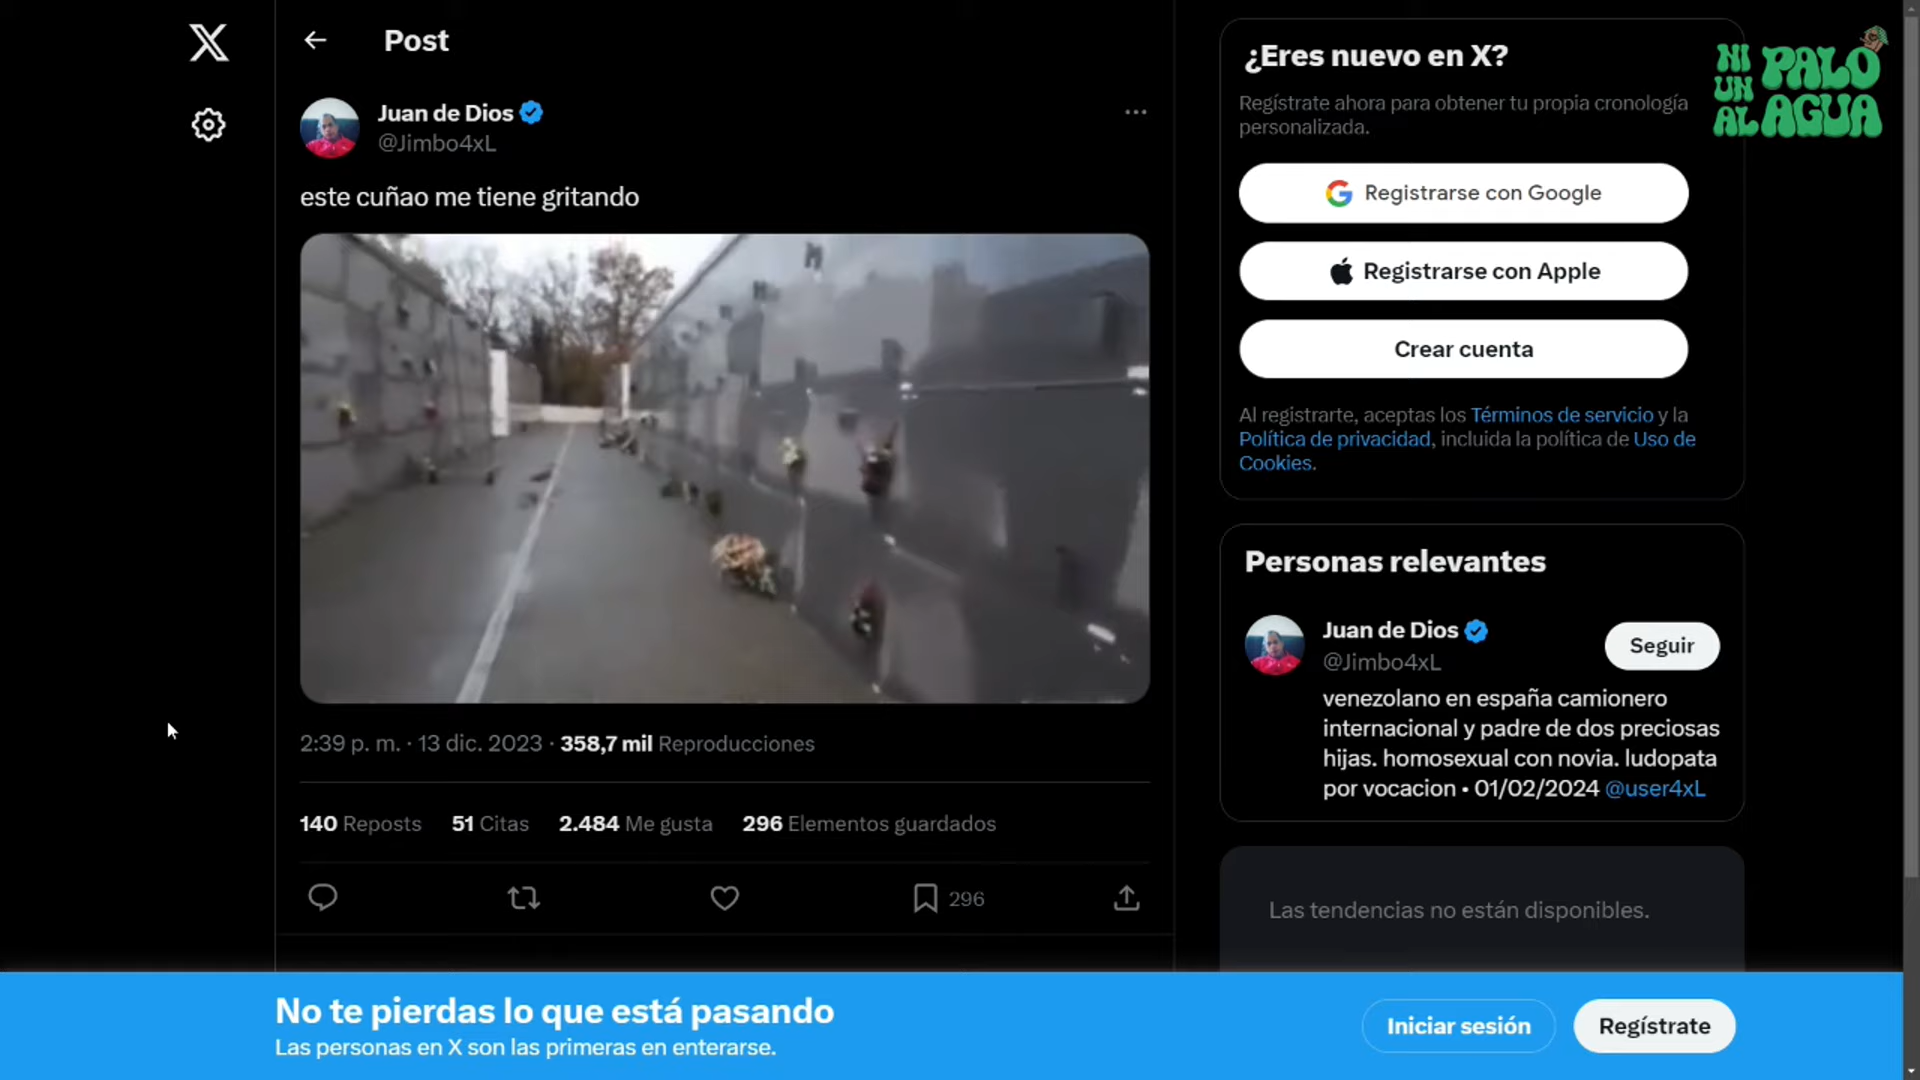 Post
Juan de Dios
@Jimbo4xL
este cuñao me tiene gritando
2:39 p. m. · 13 dic. 2023 · 358,7 mil Reproducciones
140 Reposts 51 Citas 2.484 Me gusta 296 Elementos guardados
296
¿Eres nuevo en X?
Regístrate ahora para obtener tu propia cronología
personalizada.
Registrarse con Google
Registrarse con Apple
Crear cuenta
Al registrarte, aceptas los Términos de servicio y la
Política de privacidad, incluida la política de Uso de
Cookies.
NI UN PALO
AL AGUA
Personas relevantes
Juan de Dios
@Jimbo4xL
Seguir
venezolano en españa camionero
internacional y padre de dos preciosas
hijas. homosexual con novia. ludopata
por vocacion • 01/02/2024 @user4xL
Las tendencias no están disponibles.
No te pierdas lo que está pasando
Las personas en X son las primeras en enterarse.
Iniciar sesión
Regístrate